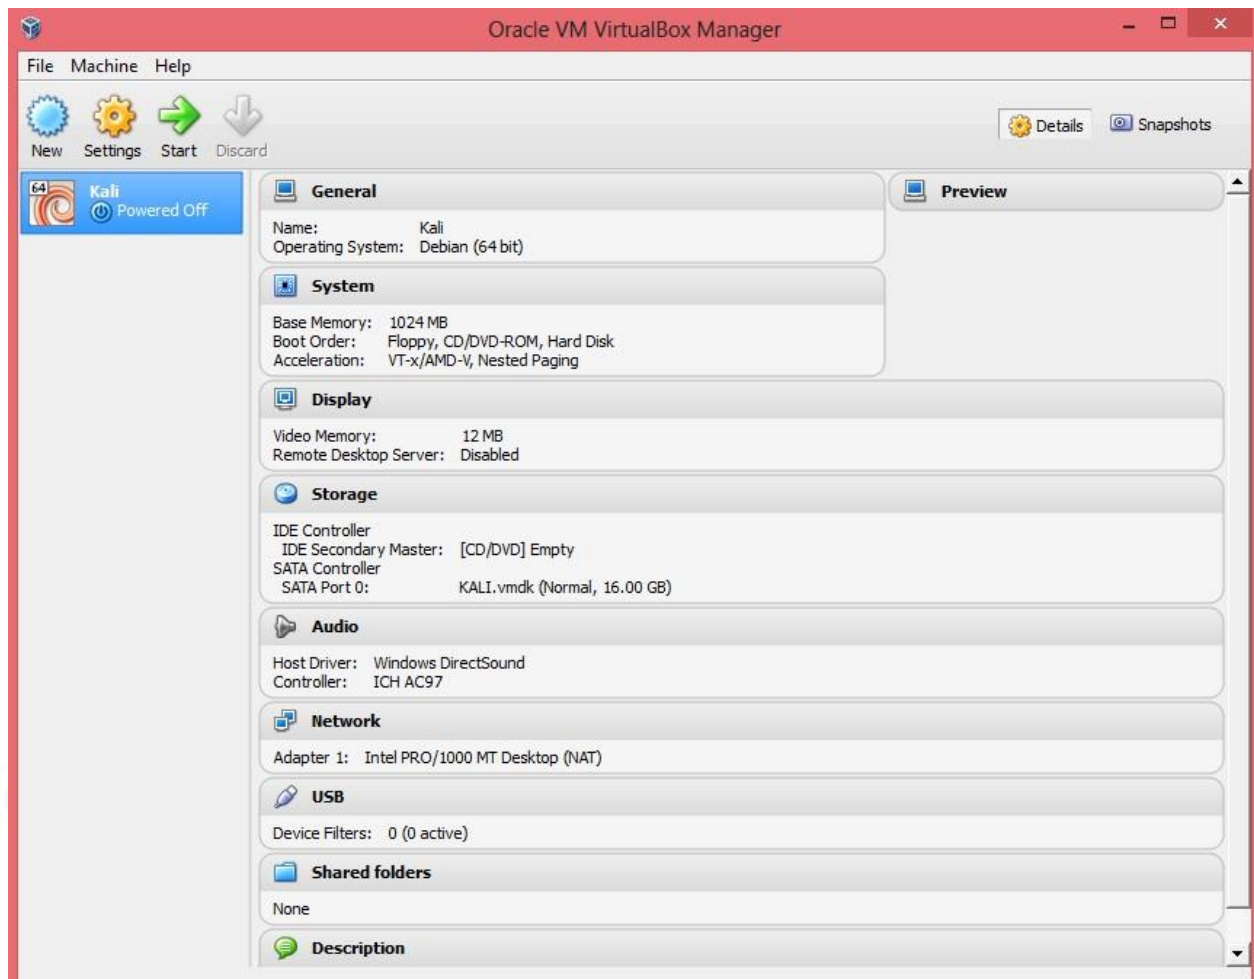 Oracle VM VirtualBox Manager
File Machine Help
New Settings Start Discard
Details Snapshots
64 Kali
Powered Off
General
Name: Kali
Operating System: Debian (64 bit)
Preview
System
Base Memory: 1024 MB
Boot Order: Floppy, CD/DVD-ROM, Hard Disk
Acceleration: VT-x/AMD-V, Nested Paging
Display
Video Memory: 12 MB
Remote Desktop Server: Disabled
Storage
IDE Controller
IDE Secondary Master: [CD/DVD] Empty
SATA Controller
SATA Port 0: KALI.vmdk (Normal, 16.00 GB)
Audio
Host Driver: Windows DirectSound
Controller: ICH AC97
Network
Adapter 1: Intel PRO/1000 MT Desktop (NAT)
USB
Device Filters: 0 (0 active)
Shared folders
None
Description